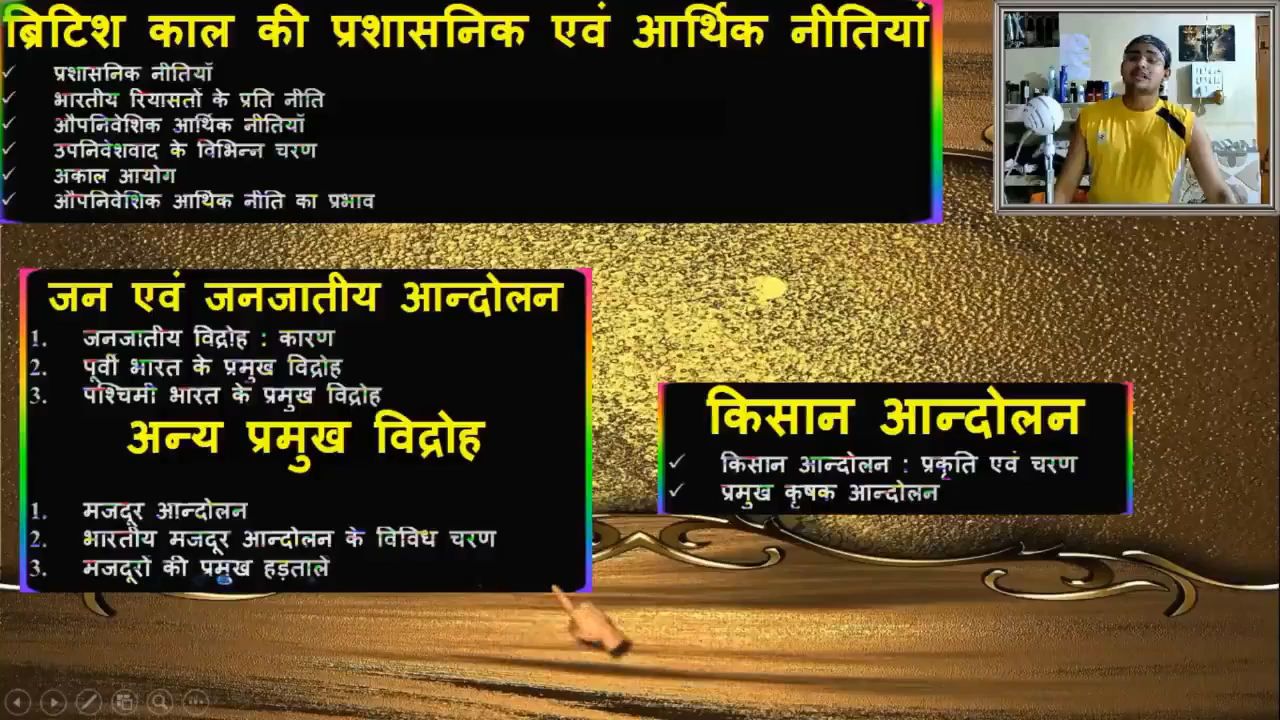 ब्रिटिश काल की प्रशासनिक एवं आर्थिक नीतियां
✓ प्रशासनिक नीतियॉ
✓ भारतीय रियासतों के प्रति नीति
✓ औपनिवेशिक आर्थिक नीतियॉ
✓ उपनिवेशवाद के विभिन्न चरण
✓ अकाल आयोग
✓ औपनिवेशिक आर्थिक नीति का प्रभाव
जन एवं जनजातीय आन्दोलन
1. जनजातीय विद्रोह : कारण
2. पूर्वी भारत के प्रमुख विद्रोह
3. पश्चिमी भारत के प्रमुख विद्रोह
अन्य प्रमुख विद्रोह
1. मजदूर आन्दोलन
2. भारतीय मजदूर आन्दोलन के विविध चरण
3. मजदूरों की प्रमुख हड़ताले
किसान आन्दोलन
✓ किसान आन्दोलन : प्रकृति एवं चरण
✓ प्रमुख कृषक आन्दोलन